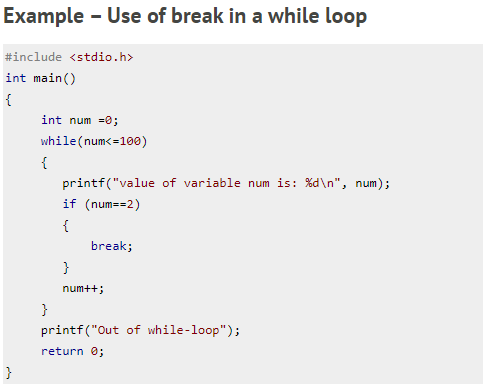 Example – Use of break in a while loop
#include <stdio.h>
int main()
{
     int num =0;
     while(num<=100)
     {
        printf("value of variable num is: %d\n", num);
        if (num==2)
        {
            break;
        }
        num++;
     }
     printf("Out of while-loop");
     return 0;
}